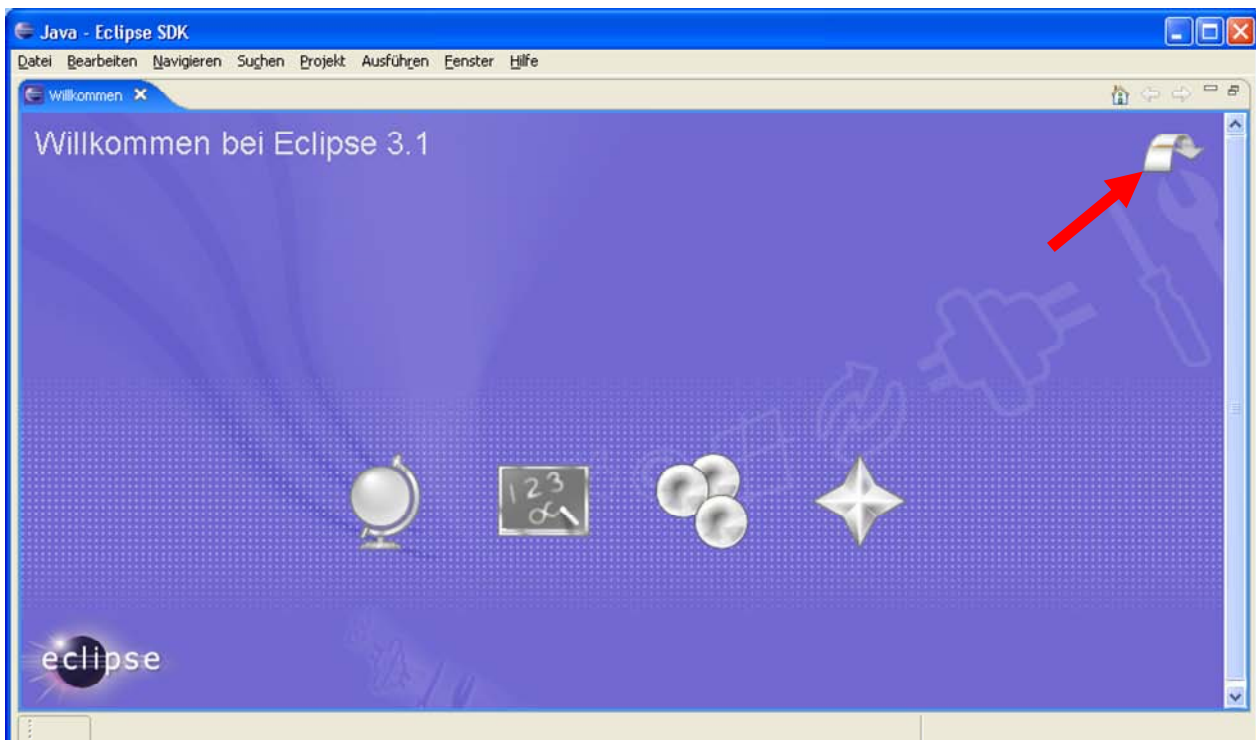 Java - Eclipse SDK
Datei Bearbeiten Navigieren Suchen Projekt Ausführen Fenster Hilfe
Willkommen
Willkommen bei Eclipse 3.1
123
eclipse